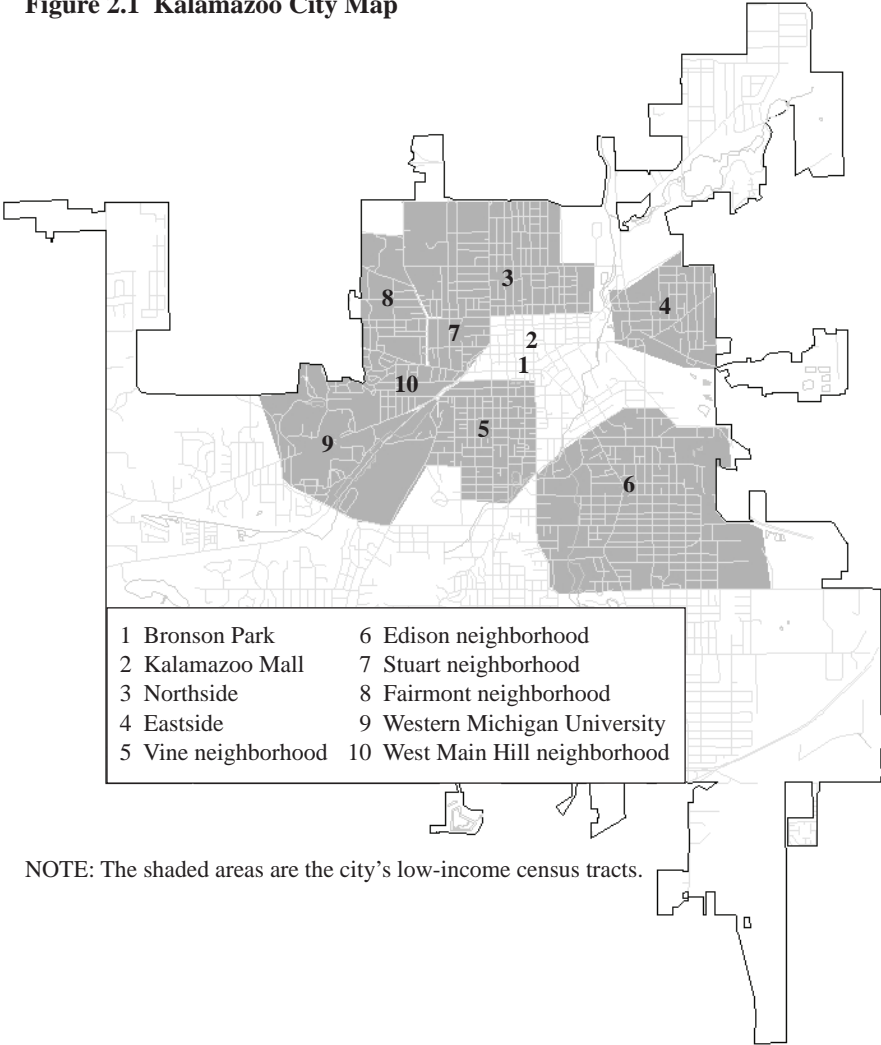 Figure 2.1 Kalamazoo City Map
3
4
8
7
2
1
10
5
9
6
1 Bronson Park
2 Kalamazoo Mall
3 Northside
4 Eastside
5 Vine neighborhood
6 Edison neighborhood
7 Stuart neighborhood
8 Fairmont neighborhood
9 Western Michigan University
10 West Main Hill neighborhood
NOTE: The shaded areas are the city's low-income census tracts.